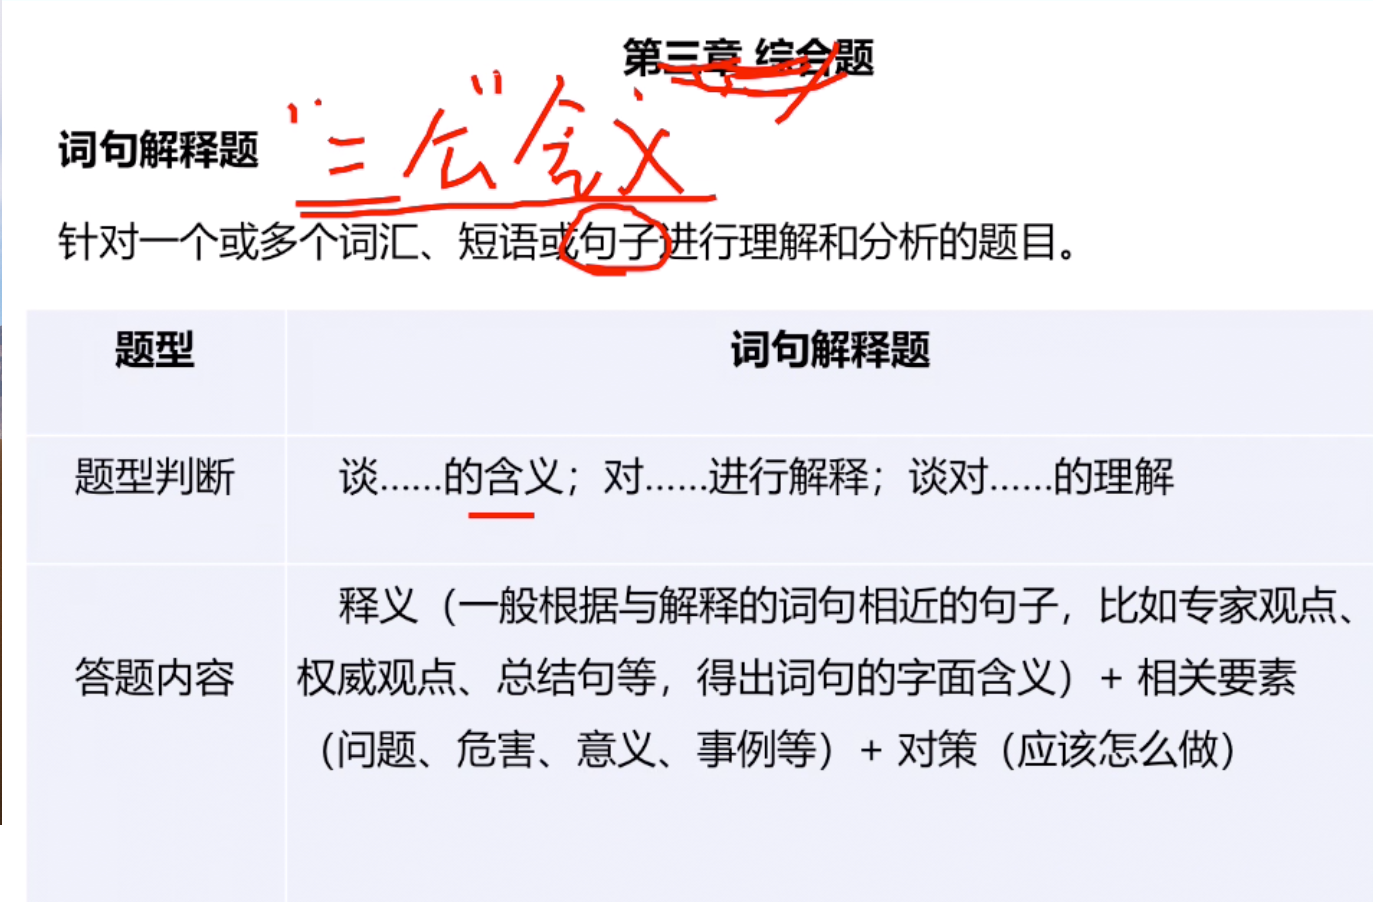 第三章 综合题
词句解释题
“三公”含义
针对一个或多个词汇、短语或句子进行理解和分析的题目。
题型 词句解释题
题型判断 谈……的含义；对……进行解释；谈对……的理解
释义（一般根据与解释的词句相近的句子，比如专家观点、
答题内容 权威观点、总结句等，得出词句的字面含义）+ 相关要素
（问题、危害、意义、事例等）+ 对策（应该怎么做）